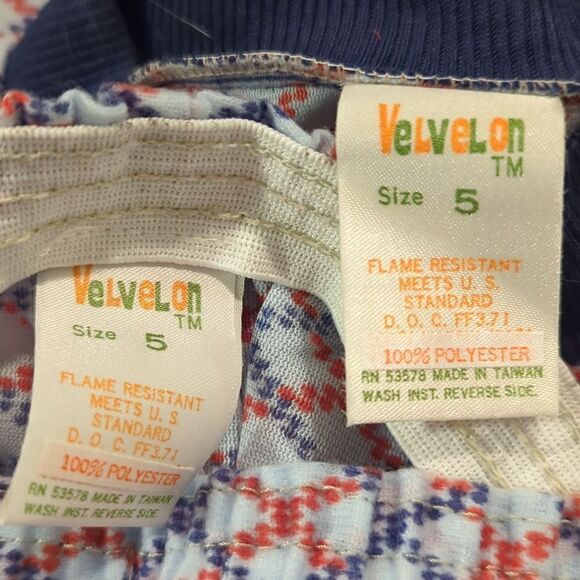 VELVELON
TM
Size 5
FLAME RESISTANT
MEETS U. S.
STANDARD
D. O. C. FF3.71
100% POLYESTER
RN 53578 MADE IN TAIWAN
WASH INST. REVERSE SIDE.
VELVELON
TM
Size 5
FLAME RESISTANT
MEETS U. S.
STANDARD
D. O. C. FF3.71
100% POLYESTER
RN 53578 MADE IN TAIWAN
WASH INST. REVERSE SIDE